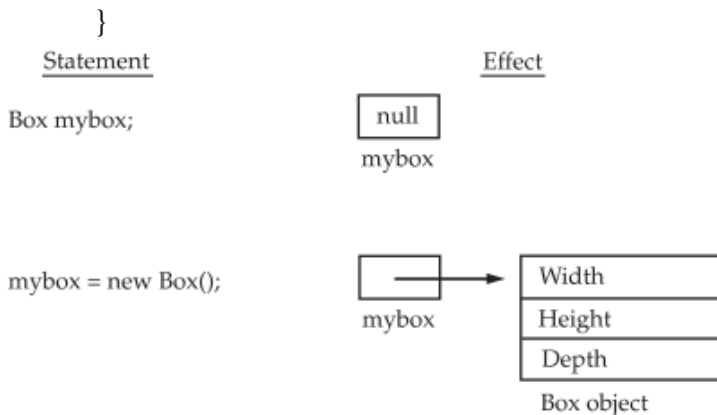 }
Statement Effect
Box mybox; null
mybox
mybox = new Box(); Width
mybox Height
Depth
Box object